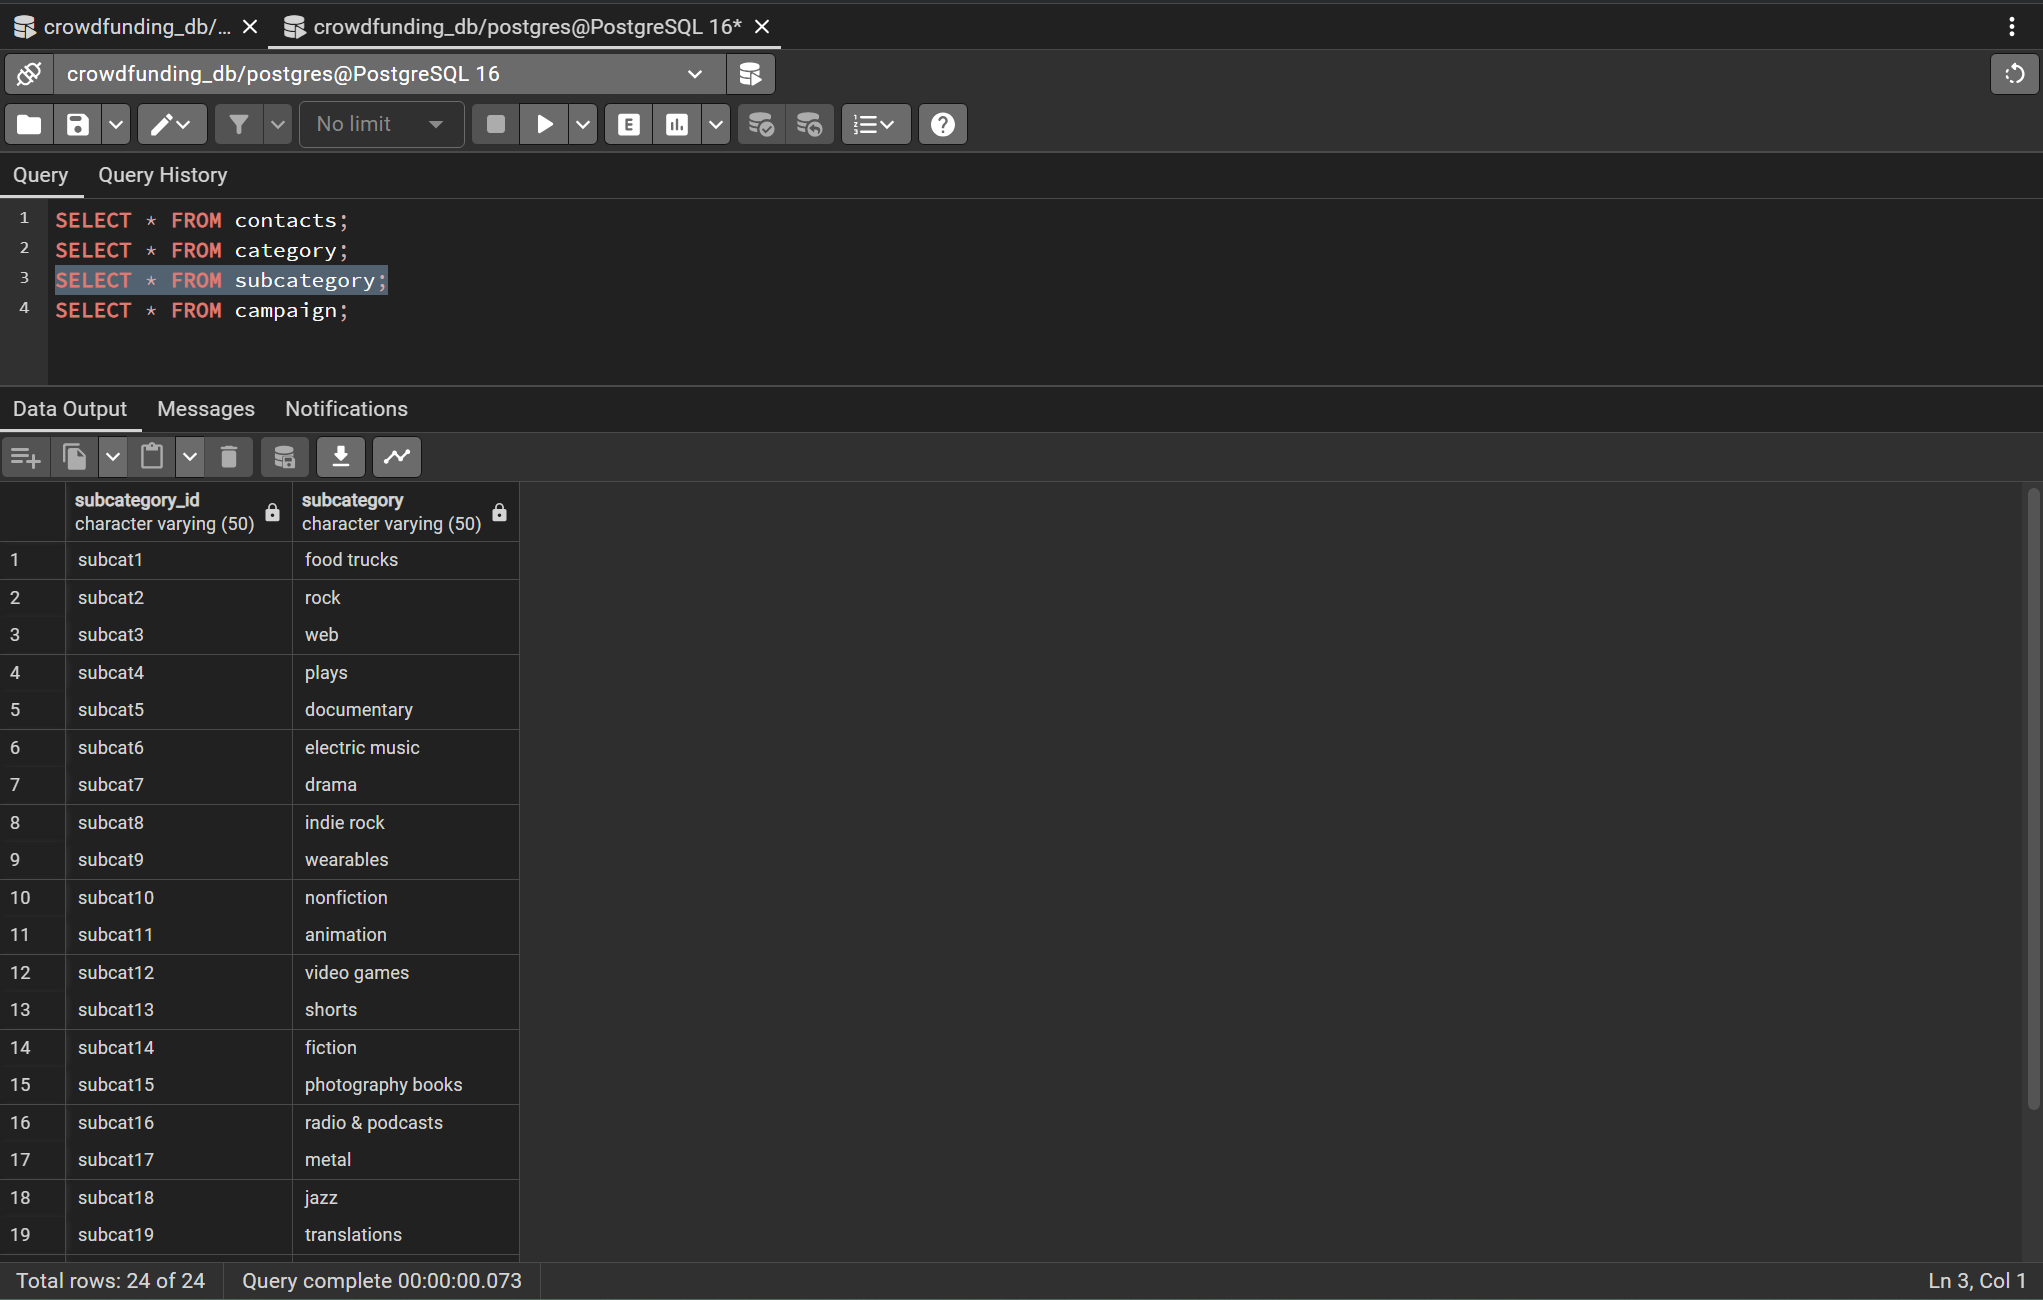 crowdfunding_db/... crowdfunding_db/postgres@PostgreSQL 16*
crowdfunding_db/postgres@PostgreSQL 16
No limit E
Query Query History
1 SELECT * FROM contacts;
2 SELECT * FROM category;
3 SELECT * FROM subcategory;
4 SELECT * FROM campaign;
Data Output Messages Notifications
subcategory_id subcategory
character varying (50) character varying (50)
1 subcat1 food trucks
2 subcat2 rock
3 subcat3 web
4 subcat4 plays
5 subcat5 documentary
6 subcat6 electric music
7 subcat7 drama
8 subcat8 indie rock
9 subcat9 wearables
10 subcat10 nonfiction
11 subcat11 animation
12 subcat12 video games
13 subcat13 shorts
14 subcat14 fiction
15 subcat15 photography books
16 subcat16 radio & podcasts
17 subcat17 metal
18 subcat18 jazz
19 subcat19 translations
Total rows: 24 of 24 Query complete 00:00:00.073 Ln 3, Col 1